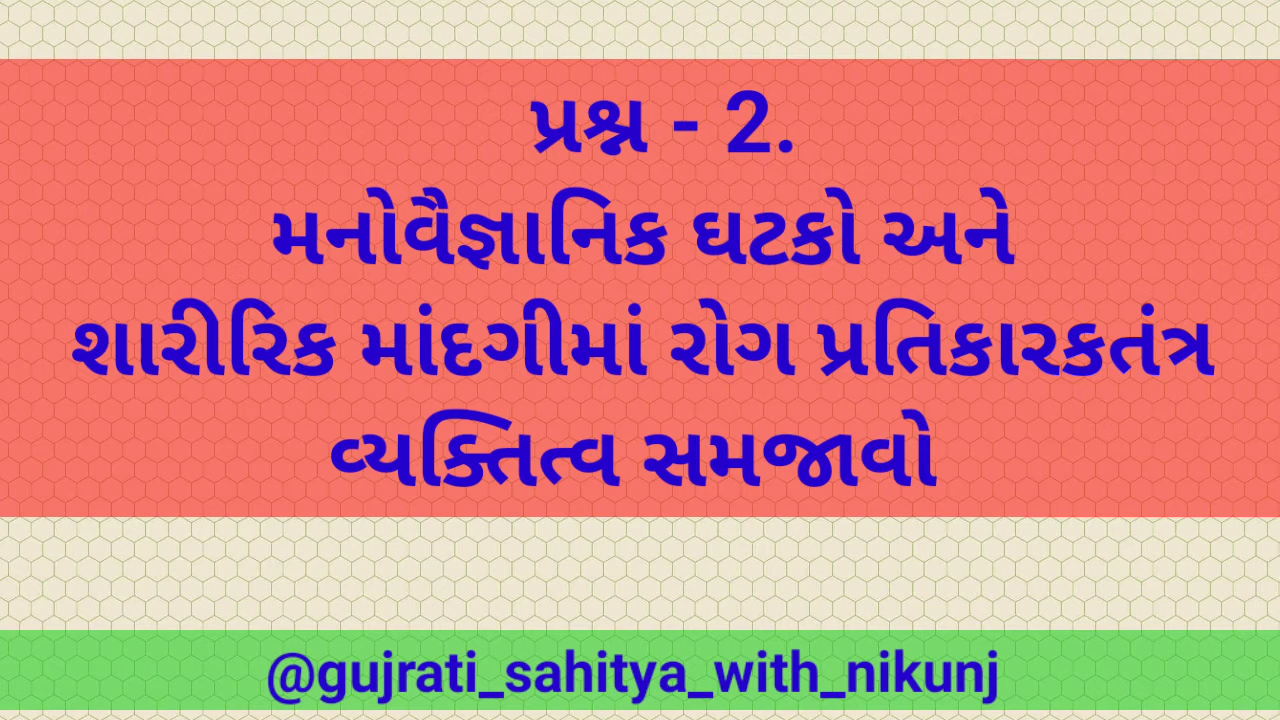 પ્રશ્ન - 2.
મનોવૈજ્ઞાનિક ઘટકો અને
શારીરિક માંદગીમાં રોગ પ્રતિકારકતંત્ર
વ્યક્તિત્વ સમજાવો
@gujrati_sahitya_with_nikunj